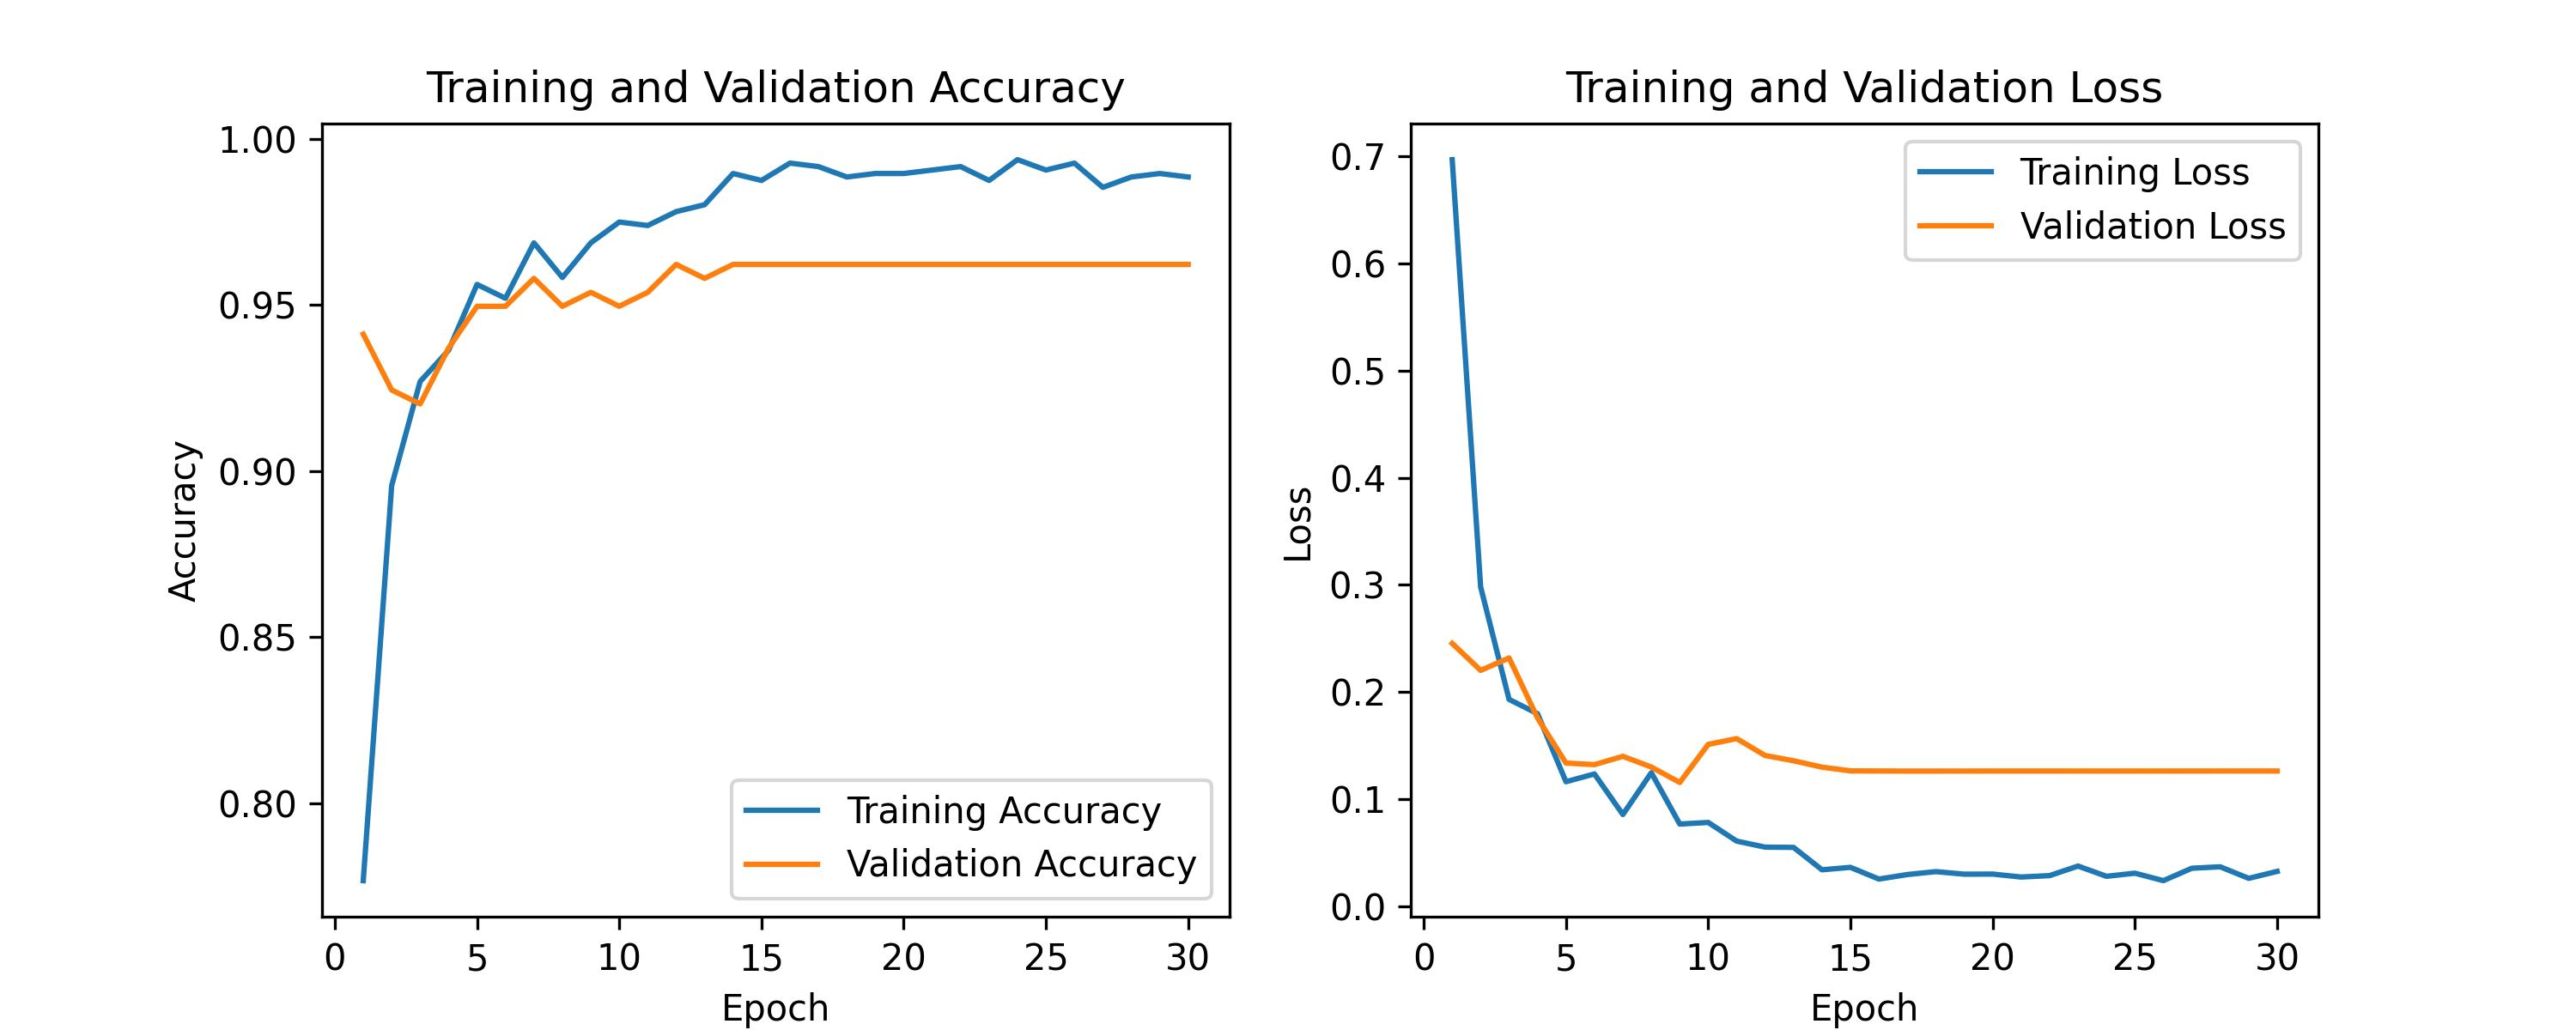 Training and Validation Accuracy
1.00
0.95
0.90
0.85
0.80
Accuracy
Training Accuracy
Validation Accuracy
0 5 10 15 20 25 30
Epoch
Training and Validation Loss
0.7
0.6
0.5
0.4
0.3
0.2
0.1
0.0
Loss
Training Loss
Validation Loss
0 5 10 15 20 25 30
Epoch